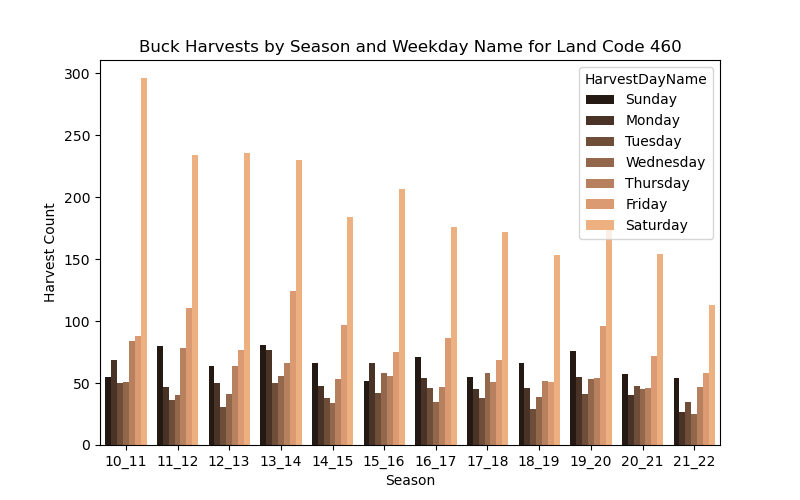 Buck Harvests by Season and Weekday Name for Land Code 460
HarvestDayName
Sunday
Monday
Tuesday
Wednesday
Thursday
Friday
Saturday
Harvest Count
300
250
200
150
100
50
0
10_11 11_12 12_13 13_14 14_15 15_16 16_17 17_18 18_19 19_20 20_21 21_22
Season